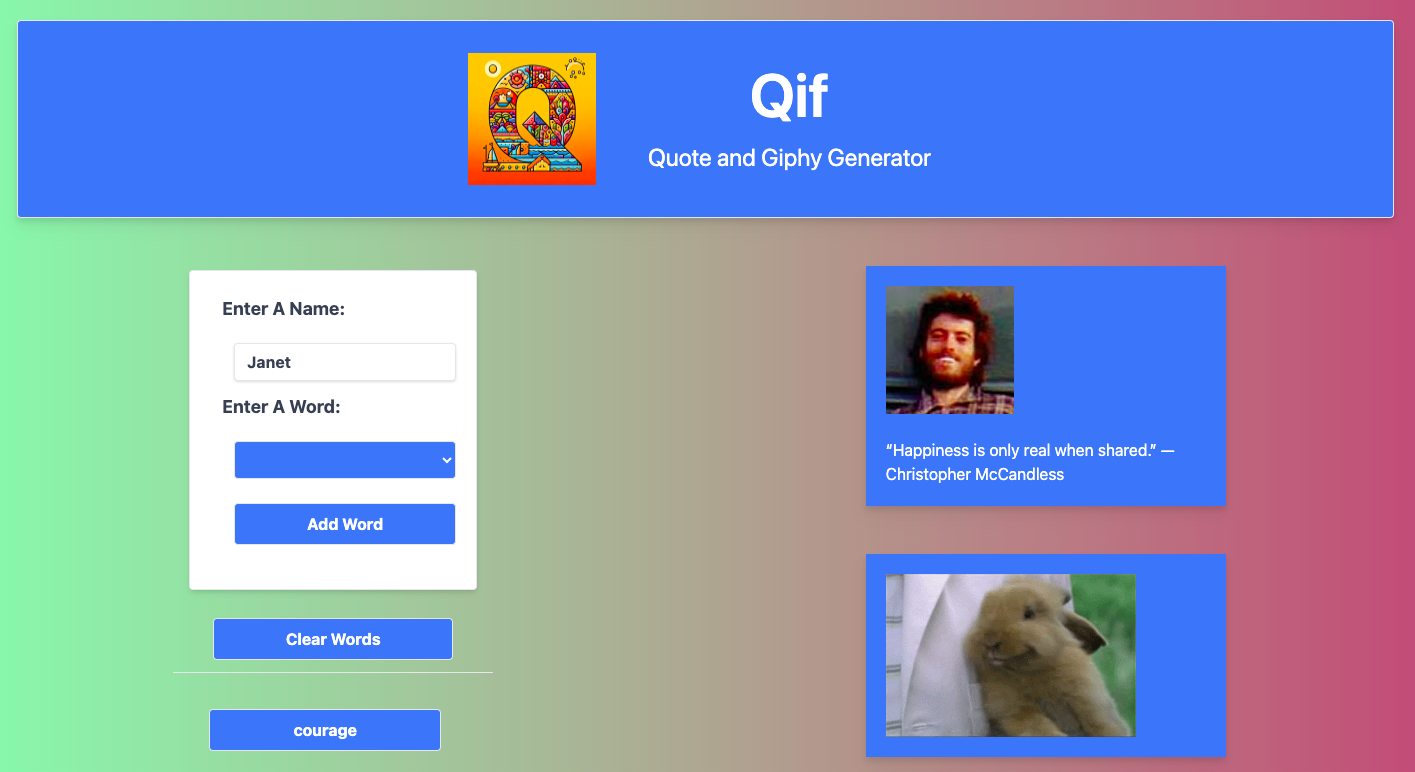 Q
Qif
Quote and Giphy Generator
Enter A Name:
Janet
Enter A Word:
Add Word
Clear Words
courage
“Happiness is only real when shared.” —
Christopher McCandless